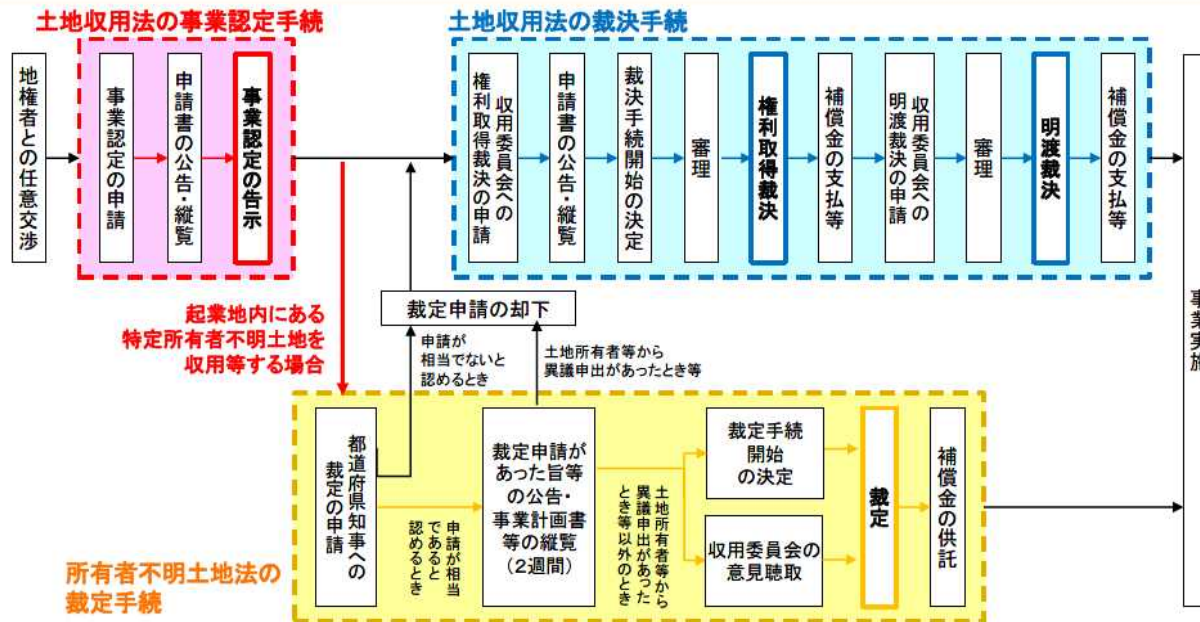 土地収用法の事業認定手続
土地収用法の裁決手続
地権者との任意交渉
事業認定の申請
申請書の公告・縦覧
事業認定の告示
収用委員会への
権利取得裁決の申請
申請書の公告・縦覧
裁決手続開始の決定
審理
権利取得裁決
補償金の支払等
収用委員会への
明渡裁決の申請
審理
明渡裁決
補償金の支払等
事業実施
起業地内にある
特定所有者不明土地を
収用等する場合
裁定申請の却下
申請が
相当でないと
認めるとき
土地所有者等から
異議申出があったとき等
都道府県知事への
裁定の申請
申請が相当
であると
認めるとき
裁定申請が
あった旨等
の公告・
事業計画書
等の縦覧
(2週間)
土地所有者等から
異議申出があった
とき等以外のとき
裁定手続
開始
の決定
収用委員会の
意見聴取
裁定
補償金の供託
所有者不明土地法の
裁定手続